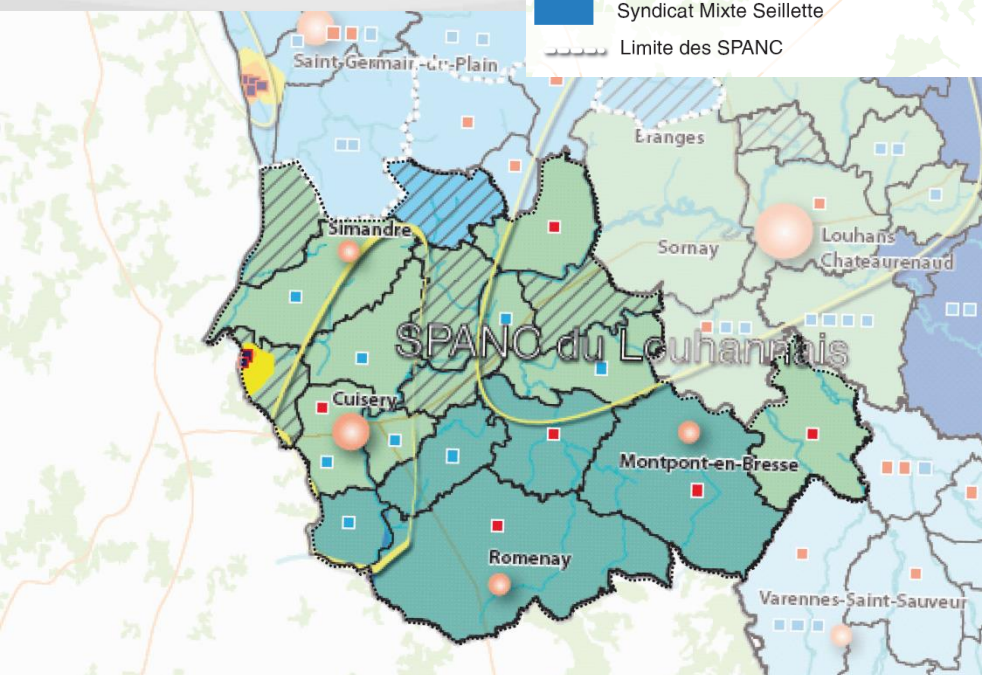 Syndicat Mixte Seillette
Limite des SPANC
Saint-Germain-du-Plain
Branges
Simandre
Sornay
Louhans
Chateaurenaud
SPANC du Louhannais
Cuisery
Montpont-en-Bresse
Romenay
Varennes-Saint-Sauveur